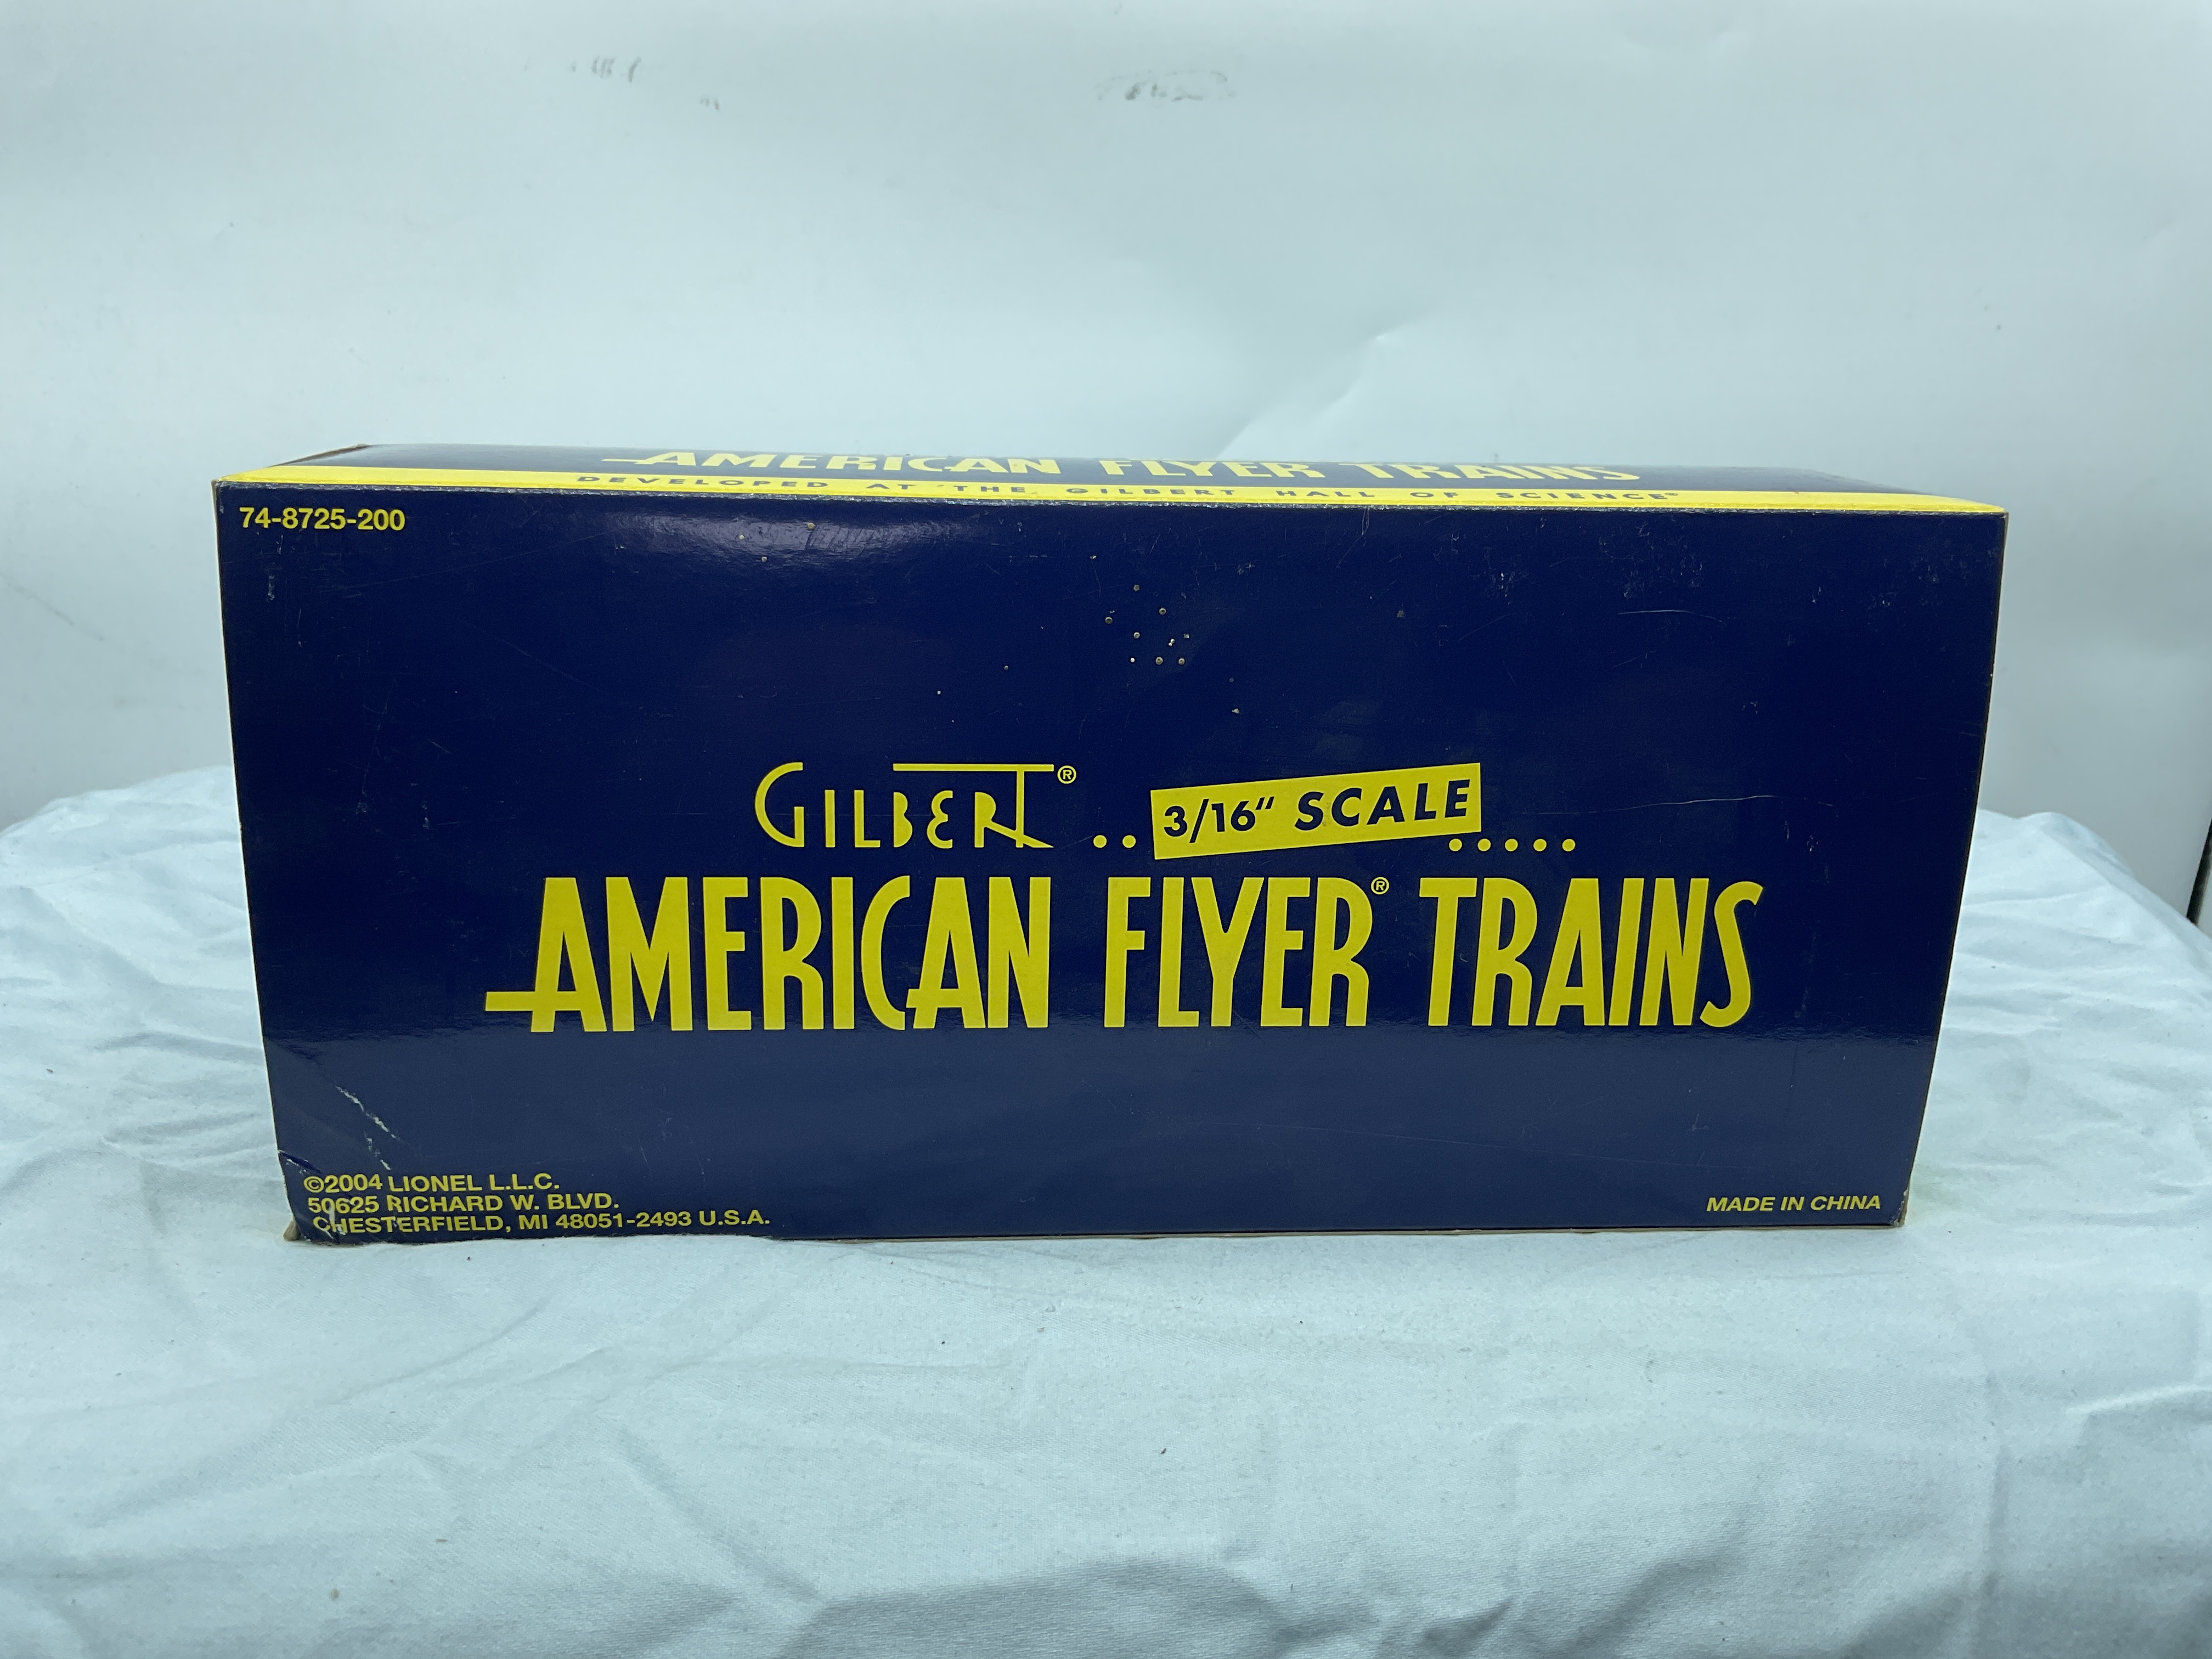 AMERICAN FLYER TRAINS
DEVELOPED AT THE GILBERT HALL OF SCIENCE®
74-8725-200
GILBERT® .. 3/16“ SCALE .....
AMERICAN FLYER® TRAINS
©2004 LIONEL L.L.C.
50625 RICHARD W. BLVD.
CHESTERFIELD, MI 48051-2493 U.S.A.
MADE IN CHINA